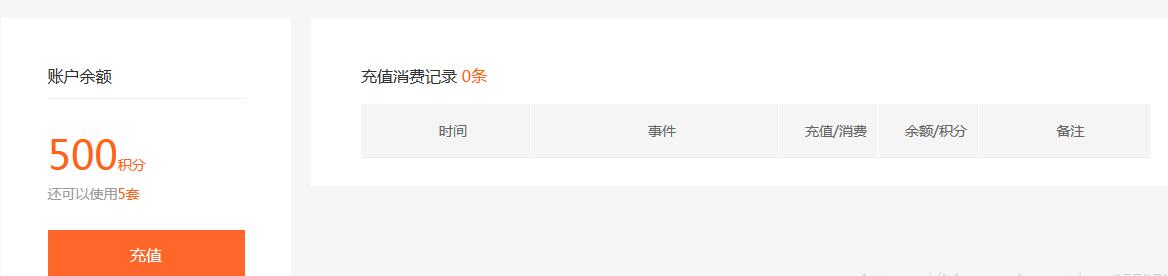 账户余额
500积分
还可以使用5套
充值
充值消费记录 0条
时间 事件 充值/消费 余额/积分 备注